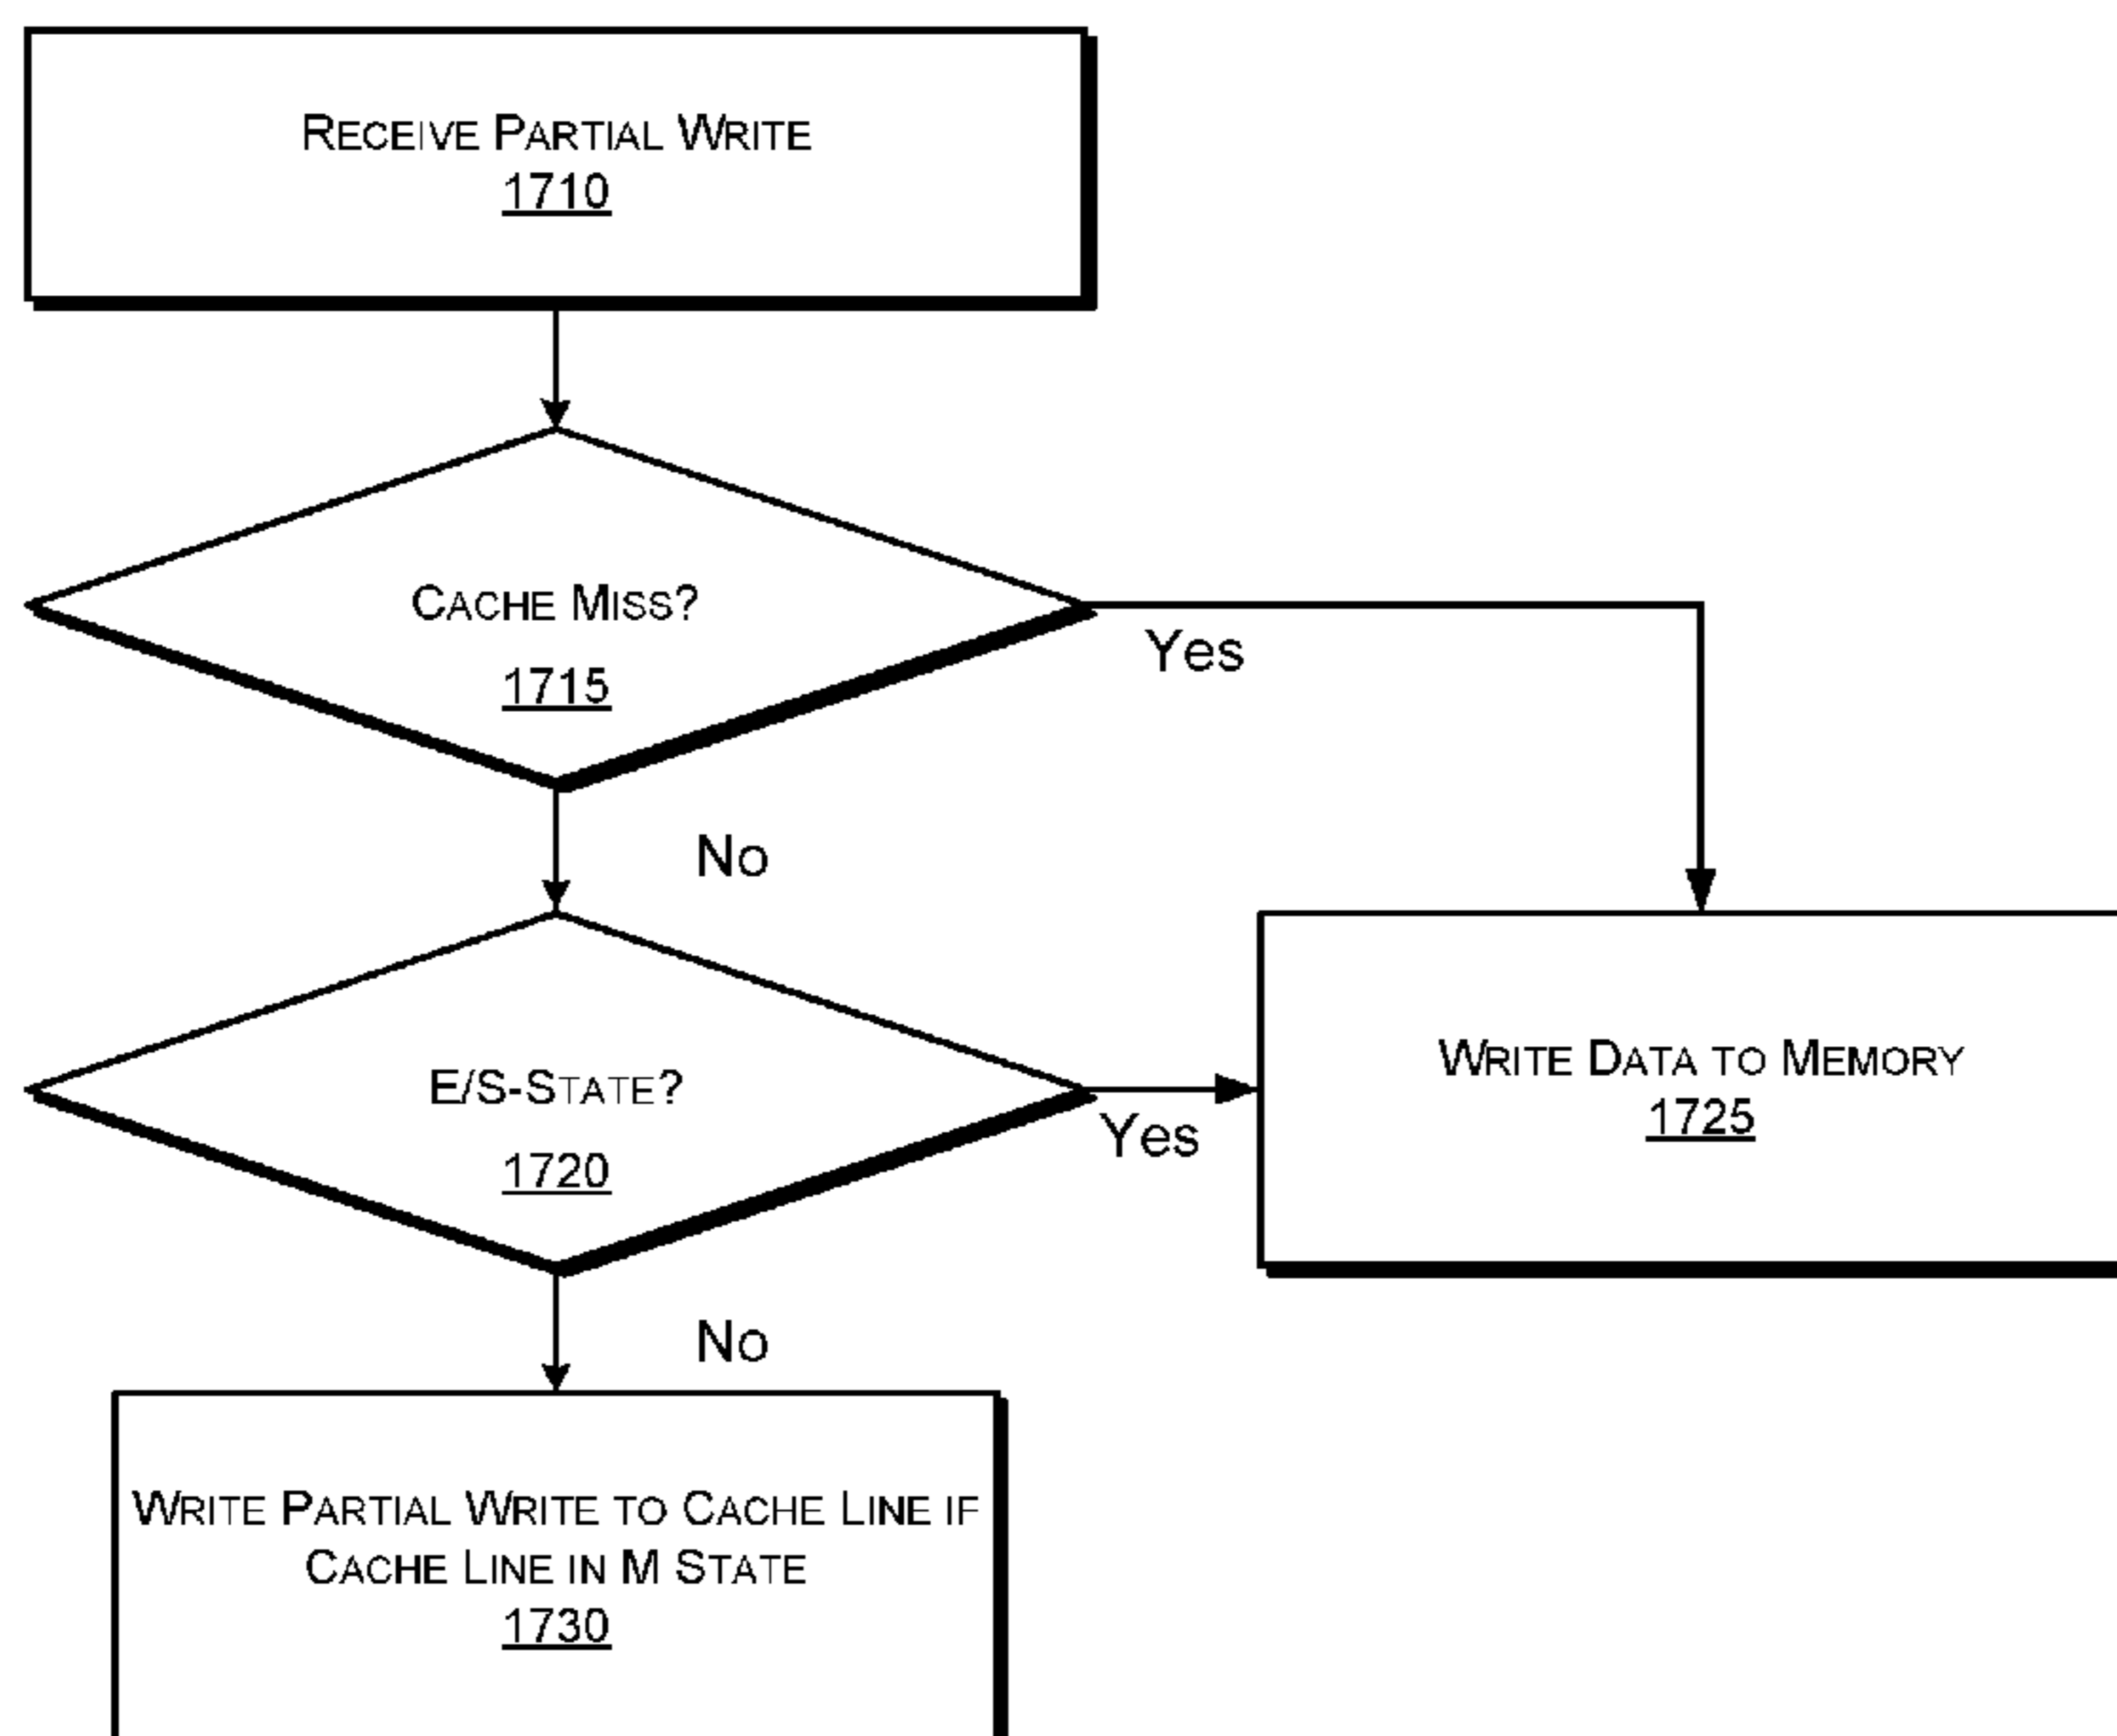 Receive Partial Write
1710
Cache Miss?
1715
Yes
No
E/S-State?
1720
Yes
Write Data to Memory
1725
No
Write Partial Write to Cache Line if
Cache Line in M State
1730